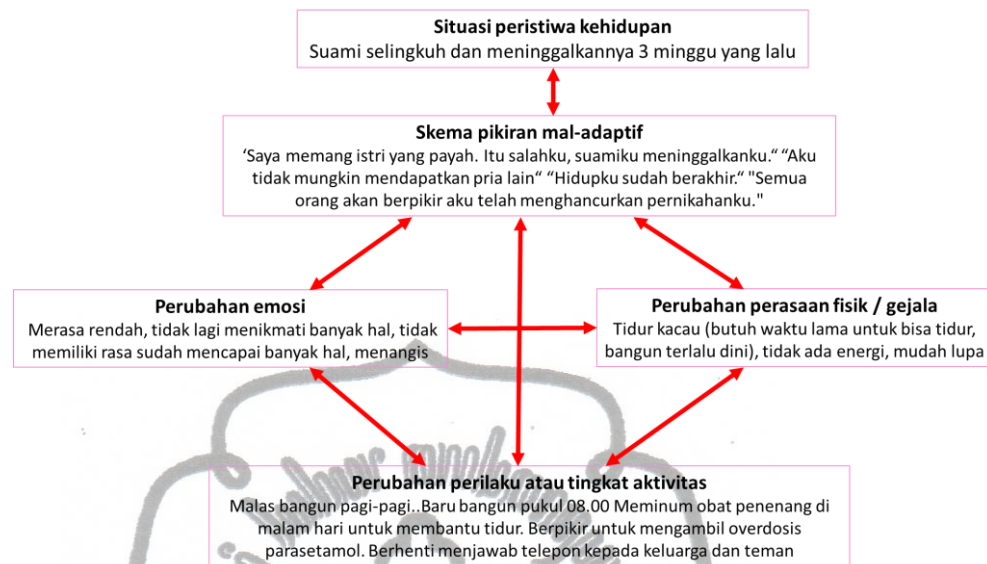 Situasi peristiwa kehidupan
Suami selingkuh dan meninggalkannya 3 minggu yang lalu
Skema pikiran mal-adaptif
‘Saya memang istri yang payah. Itu salahku, suamiku meninggalkanku.“ “Aku
tidak mungkin mendapatkan pria lain“ “Hidupku sudah berakhir.“ "Semua
orang akan berpikir aku telah menghancurkan pernikahanku."
Perubahan emosi
Merasa rendah, tidak lagi menikmati banyak hal, tidak
memiliki rasa sudah mencapai banyak hal, menangis
Perubahan perasaan fisik / gejala
Tidur kacau (butuh waktu lama untuk bisa tidur,
bangun terlalu dini), tidak ada energi, mudah lupa
Perubahan perilaku atau tingkat aktivitas
Malas bangun pagi-pagi..Baru bangun pukul 08.00 Meminum obat penenang di
malam hari untuk membantu tidur. Berpikir untuk mengambil overdosis
parasetamol. Berhenti menjawab telepon kepada keluarga dan teman